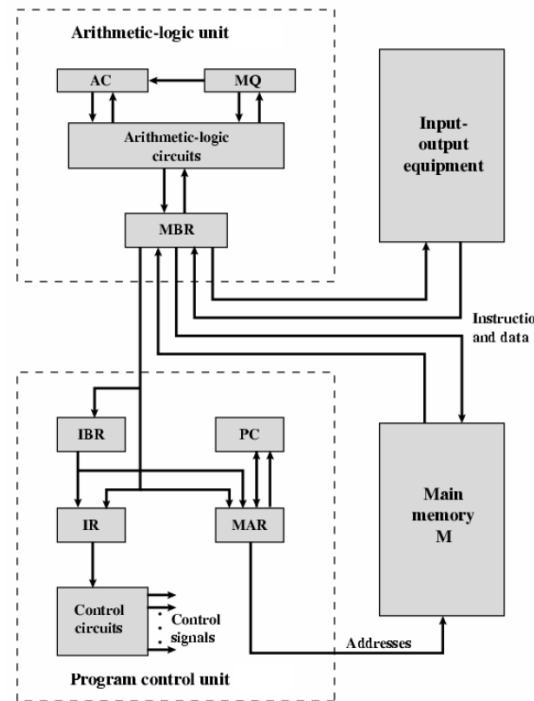 Arithmetic-logic unit
AC
MQ
Arithmetic-logic
circuits
MBR
Input-
output
equipment
Instructio
and data
IBR
PC
IR
MAR
Main
memory
M
Control
circuits
Control
signals
Addresses
Program control unit